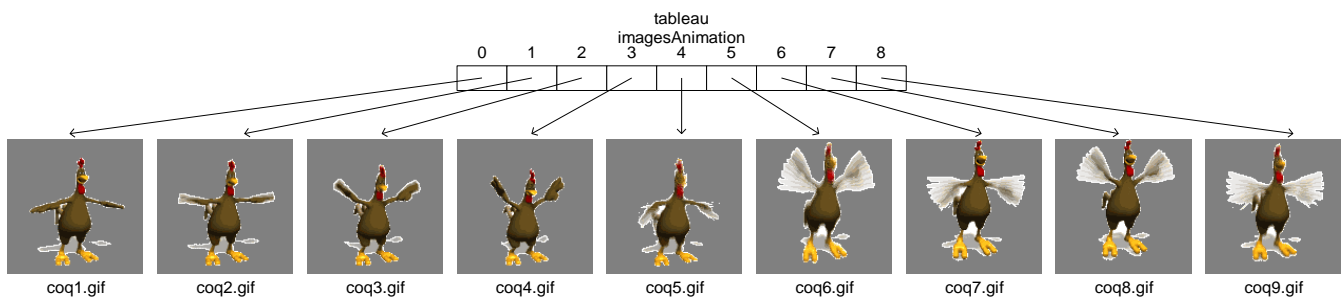 tableau
imagesAnimation
0 1 2 3 4 5 6 7 8
coq1.gif coq2.gif coq3.gif coq4.gif coq5.gif coq6.gif coq7.gif coq8.gif coq9.gif